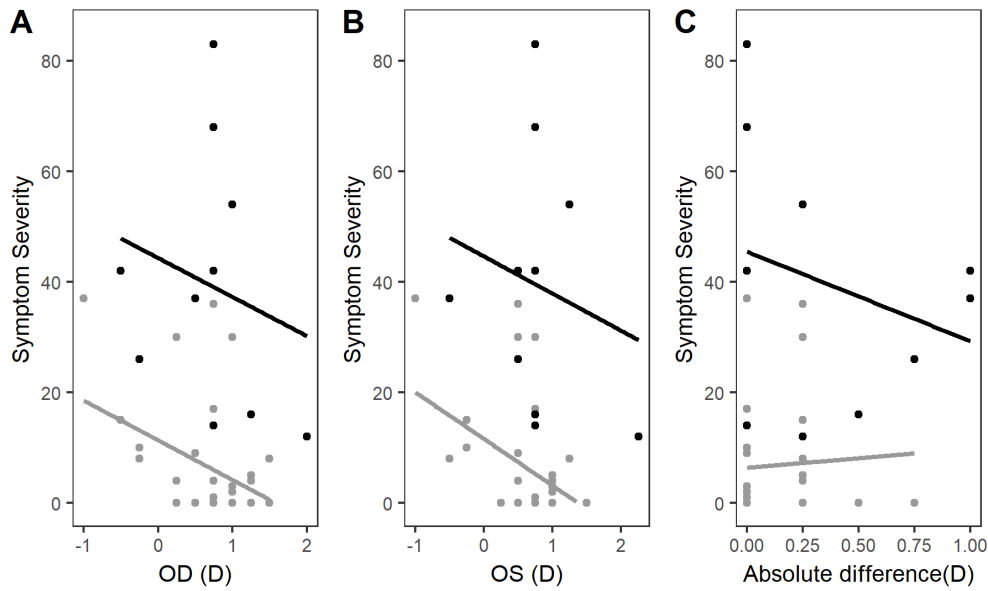 A
B
C
Symptom Severity
80
60
40
20
0
-1 0 1 2
OD (D)
Symptom Severity
80
60
40
20
0
-1 0 1 2
OS (D)
Symptom Severity
80
60
40
20
0
0.00 0.25 0.50 0.75 1.00
Absolute difference(D)